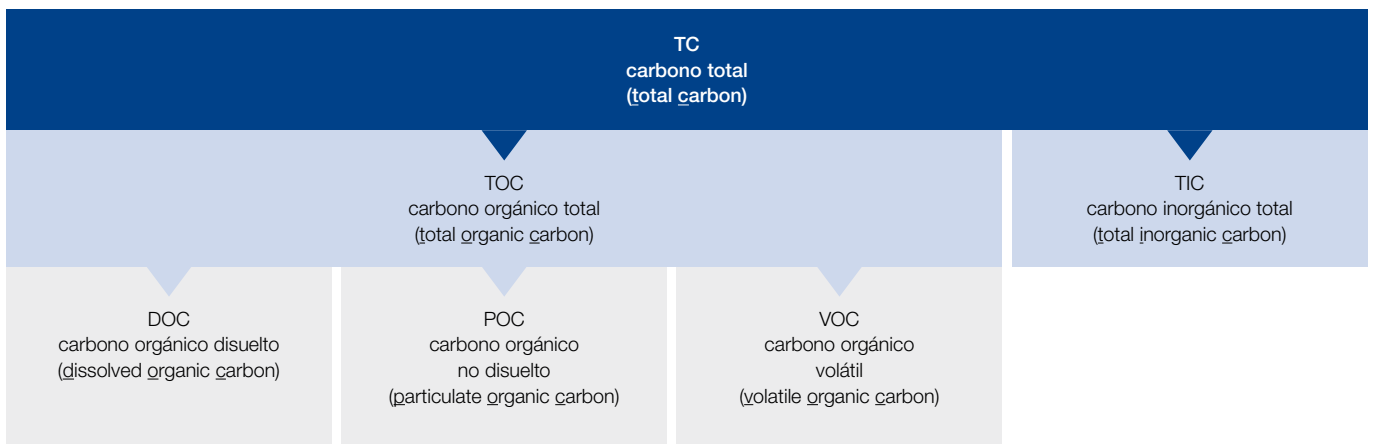 TC
carbono total
(total carbon)
TOC
carbono orgánico total
(total organic carbon)
TIC
carbono inorgánico total
(total inorganic carbon)
DOC
carbono orgánico disuelto
(dissolved organic carbon)
POC
carbono orgánico
no disuelto
(particulate organic carbon)
VOC
carbono orgánico
volátil
(volatile organic carbon)